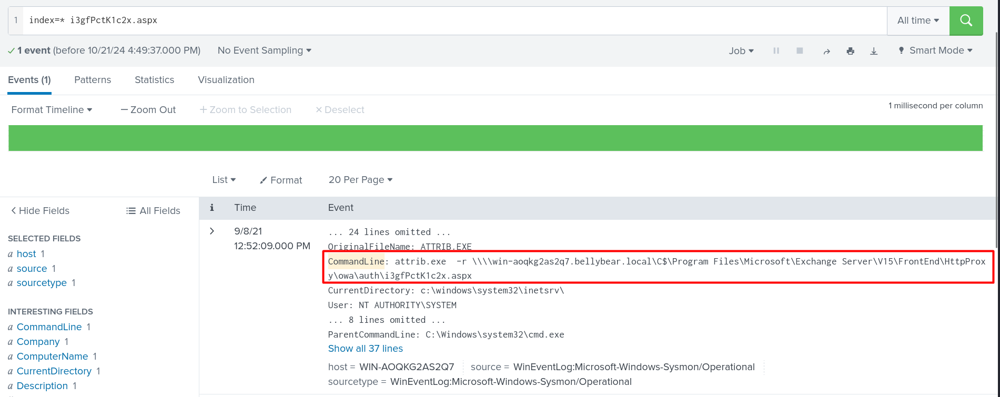 1 index=* i3gfPctK1c2x.aspx All time
1 event (before 10/21/24 4:49:37.000 PM) No Event Sampling Job Smart Mode
Events (1) Patterns Statistics Visualization
Format Timeline — Zoom Out + Zoom to Selection × Deselect 1 millisecond per column
List Format 20 Per Page
Hide Fields All Fields
SELECTED FIELDS
a host 1
a source 1
a sourcetype 1
INTERESTING FIELDS
a CommandLine 1
a Company 1
a ComputerName 1
a CurrentDirectory 1
a Description 1
i Time Event
9/8/21
12:52:09.000 PM
... 24 lines omitted ...
OriginalFileName: ATTRIB.EXE
CommandLine: attrib.exe  -r \\\\win-aoqkg2as2q7.bellybear.local\C$\Program Files\Microsoft\Exchange Server\V15\FrontEnd\HttpProx
y\owa\auth\i3gfPctK1c2x.aspx
CurrentDirectory: c:\windows\system32\inetsrv\
User: NT AUTHORITY\SYSTEM
... 8 lines omitted ...
ParentCommandLine: C:\Windows\system32\cmd.exe
Show all 37 lines
host = WIN-AOQKG2AS2Q7 source = WinEventLog:Microsoft-Windows-Sysmon/Operational
sourcetype = WinEventLog:Microsoft-Windows-Sysmon/Operational